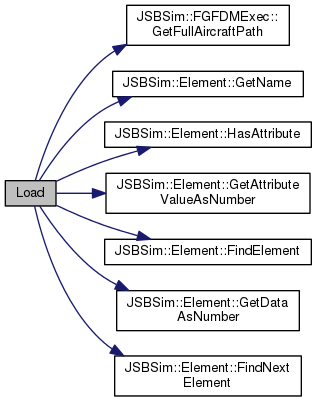 JSBSim::FGFDMExec::
GetFullAircraftPath
JSBSim::Element::GetName
JSBSim::Element::HasAttribute
Load
JSBSim::Element::GetAttribute
ValueAsNumber
JSBSim::Element::FindElement
JSBSim::Element::GetData
AsNumber
JSBSim::Element::FindNext
Element